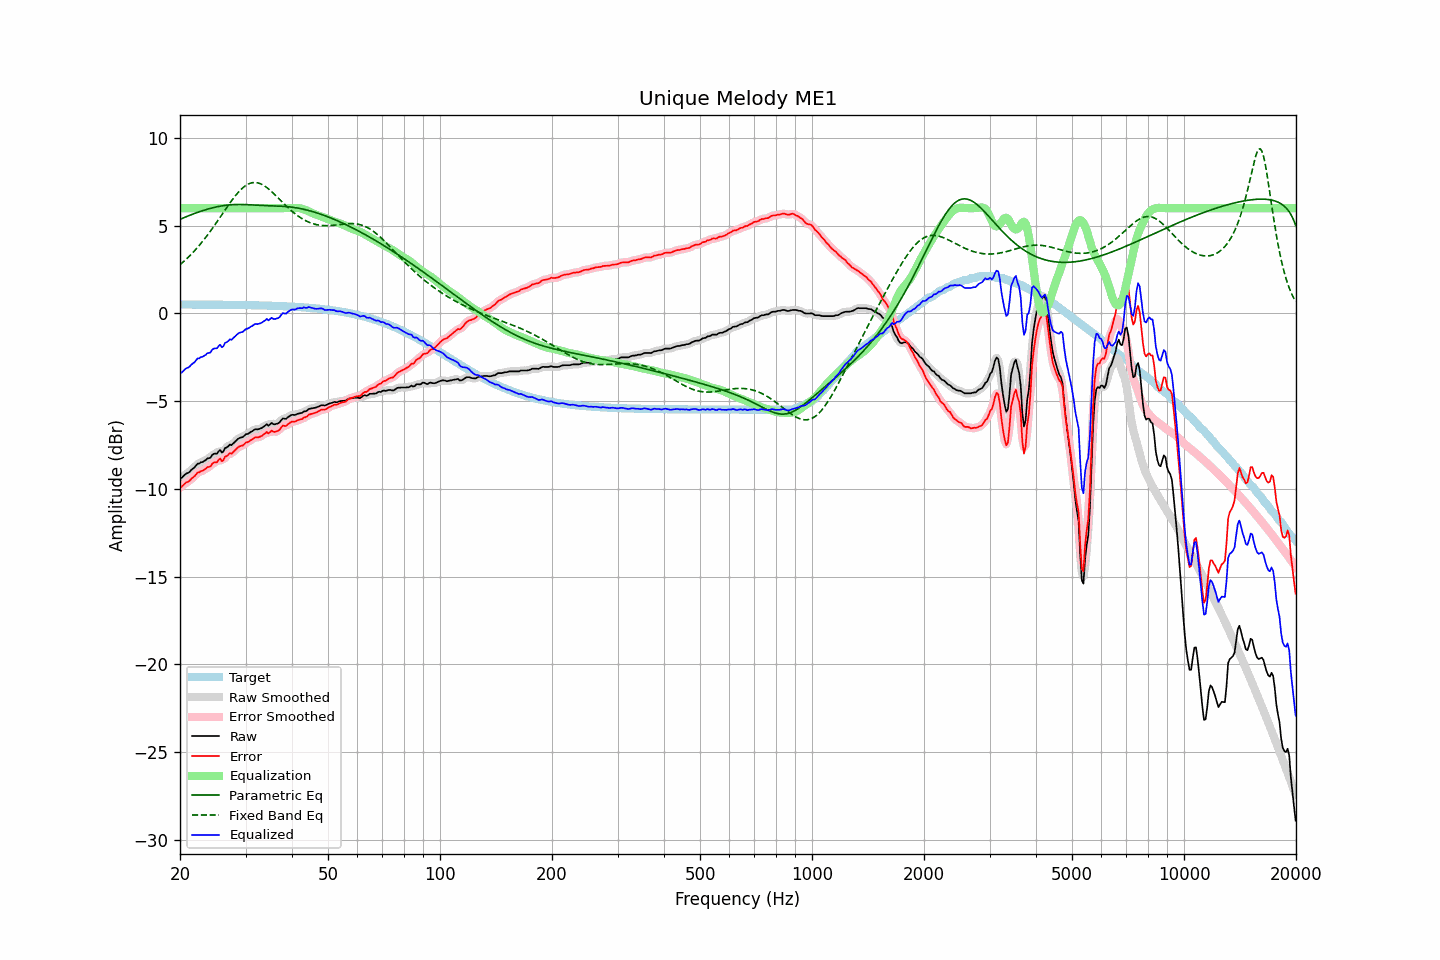 Unique Melody ME1
10
5
0
−5
−10
−15
−20
−25
−30
Amplitude (dBr)
Target
Raw Smoothed
Error Smoothed
Raw
Error
Equalization
Parametric Eq
Fixed Band Eq
Equalized
20 50 100 200 500 1000 2000 5000 10000 20000
Frequency (Hz)